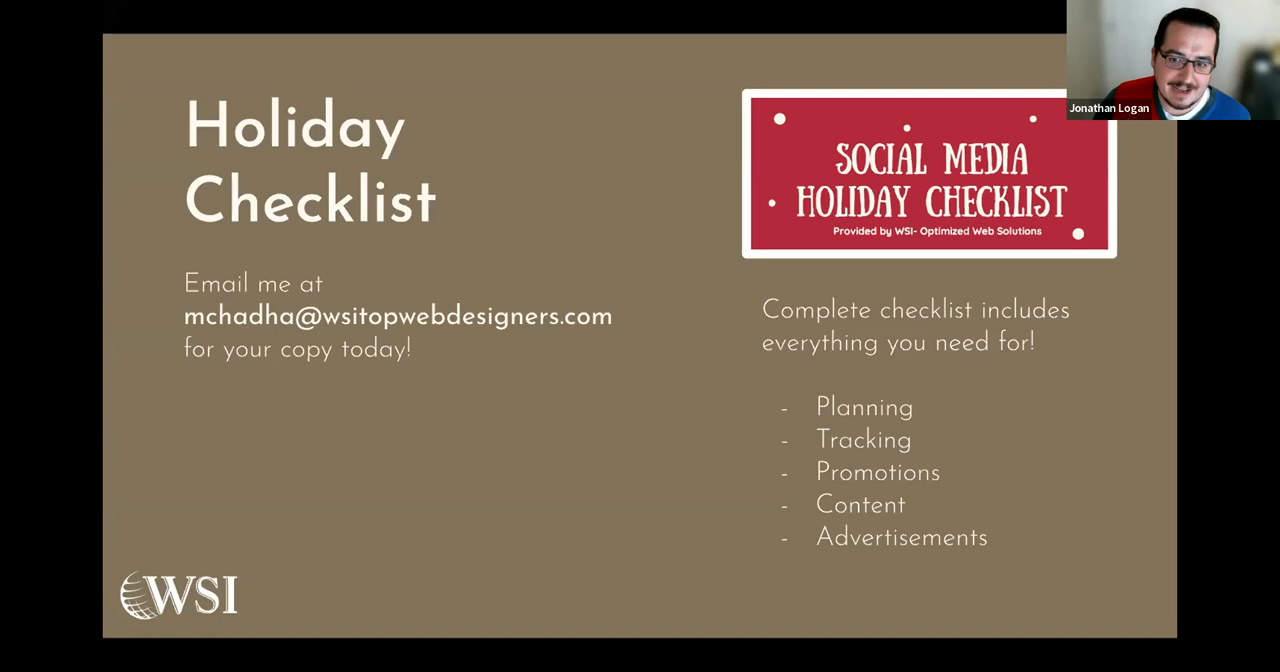 Holiday
Checklist
Email me at
mchadha@wsitopwebdesigners.com
for your copy today!
WSI
Jonathan Logan
SOCIAL MEDIA
HOLIDAY CHECKLIST
Provided by WSI- Optimized Web Solutions
Complete checklist includes
everything you need for!
- Planning
- Tracking
- Promotions
- Content
- Advertisements